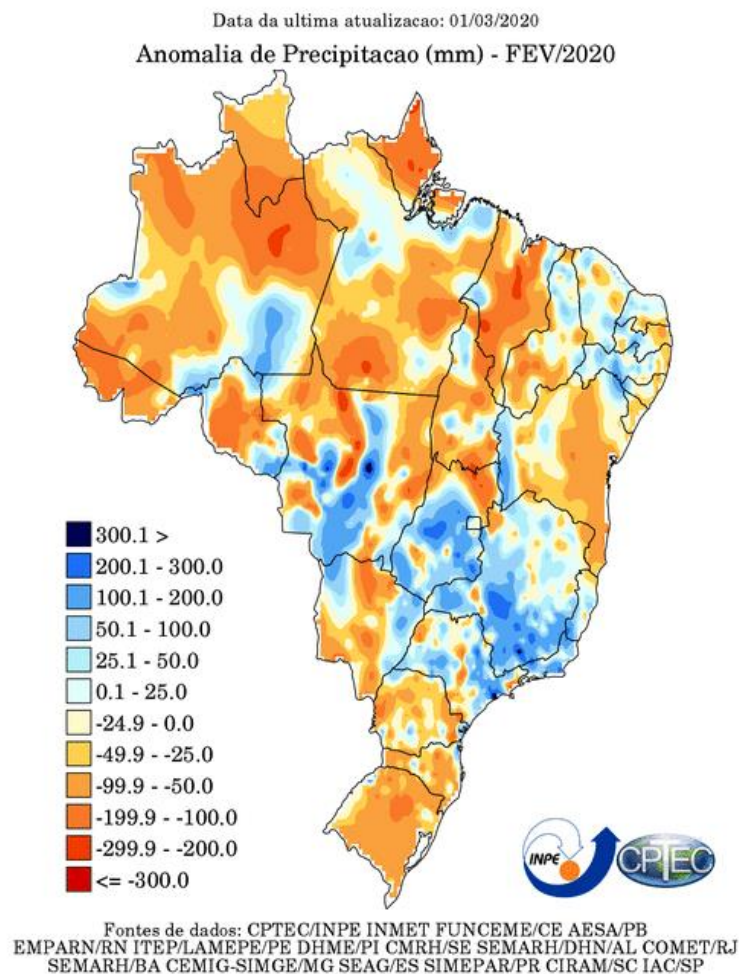 Data da ultima atualizacao: 01/03/2020
Anomalia de Precipitacao (mm) - FEV/2020
300.1 >
200.1 - 300.0
100.1 - 200.0
50.1 - 100.0
25.1 - 50.0
0.1 - 25.0
-24.9 - 0.0
-49.9 - -25.0
-99.9 - -50.0
-199.9 - -100.0
-299.9 - -200.0
<= -300.0
INPE
CPTEC
Fontes de dados: CPTEC/INPE INMET FUNCEME/CE AESA/PB
EMPARN/RN ITEP/LAMEPE/PE DHME/PI CMRH/SE SEMARH/DHN/AL COMET/RJ
SEMARH/BA CEMIG-SIMGE/MG SEAG/ES SIMEPAR/PR CIRAM/SC IAC/SP